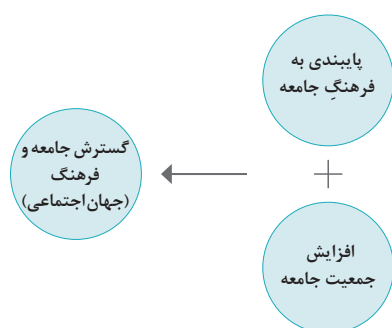 پایبندی به
فرهنگِ جامعه
+
افزایش
جمعیت جامعه
گسترش جامعه و
فرهنگ
(جهان‌اجتماعی)